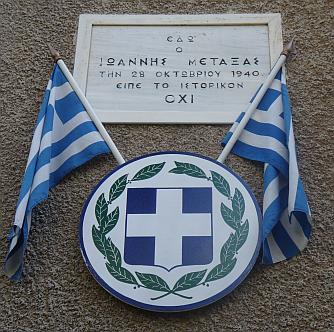 ΕΔΩ
Ο
ΙΩΑΝΝΗΣ ΜΕΤΑΞΑΣ
ΤΗΝ 28 ΟΚΤΩΒΡΙΟΥ 1940
ΕΙΠΕ ΤΟ ΙΣΤΟΡΙΚΟΝ
ΟΧΙ